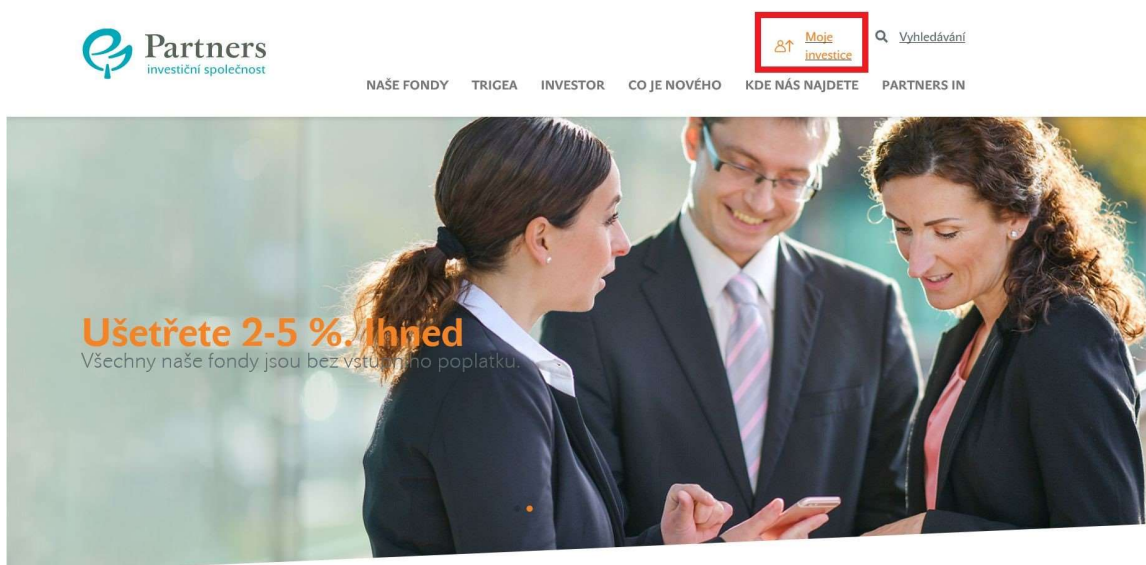 Partners
investiční společnost
Moje
investice
Vyhledávání
NAŠE FONDY TRIGEA INVESTOR CO JE NOVÉHO KDE NÁS NAJDETE PARTNERS IN
Ušetřete 2-5 %. Ihned
Všechny naše fondy jsou bez vstupního poplatku.